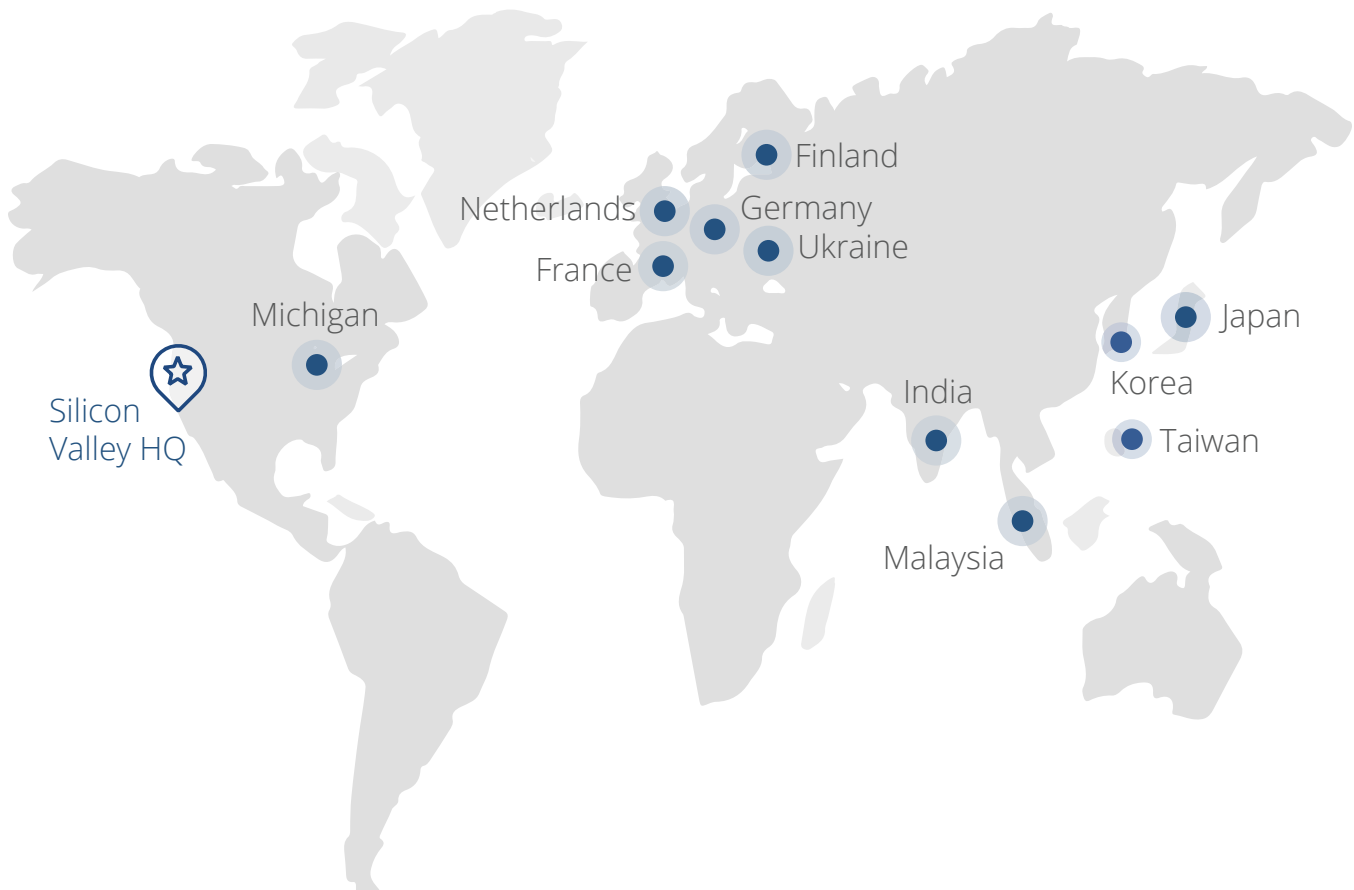 Finland
Netherlands
Germany
Ukraine
France
Michigan
Japan
Korea
India
Silicon
Valley HQ
Taiwan
Malaysia